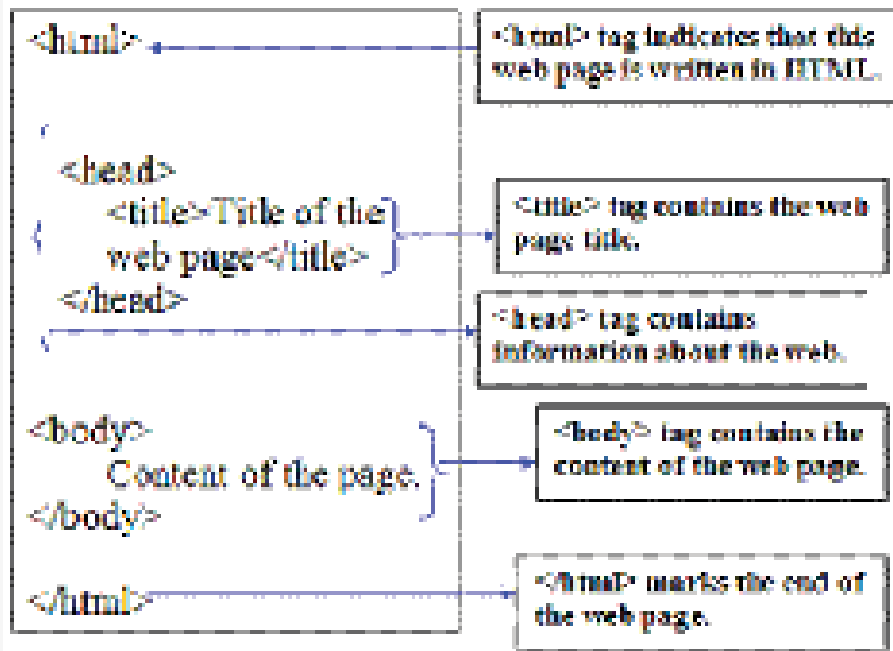 <html>
<html> tag indicates that this
web page is written in HTML.
<head>
<title>Title of the
web page</title>
</head>
<title> tag contains the web
page title.
<head> tag contains
information about the web.
<body>
Content of the page.
</body>
<body> tag contains the
content of the web page.
</html>
</html> marks the end of
the web page.